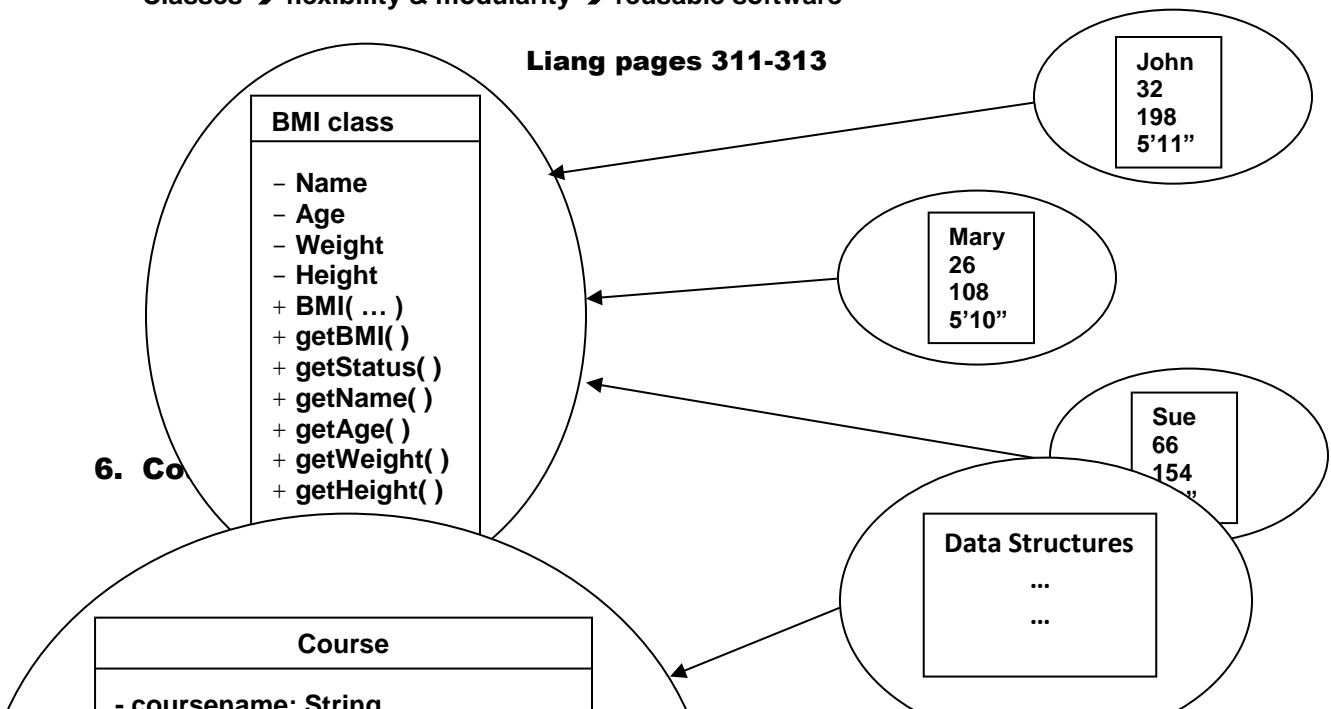 Classes → flexibility & modularity → reusable software
Liang pages 311-313
BMI class
- Name
- Age
- Weight
- Height
+ BMI( … )
+ getBMI( )
+ getStatus( )
+ getName( )
+ getAge( )
+ getWeight( )
+ getHeight( )
John
32
198
5’11”
Mary
26
108
5’10”
Sue
66
154
6. Co
Data Structures
...
...
Course
- coursename: String